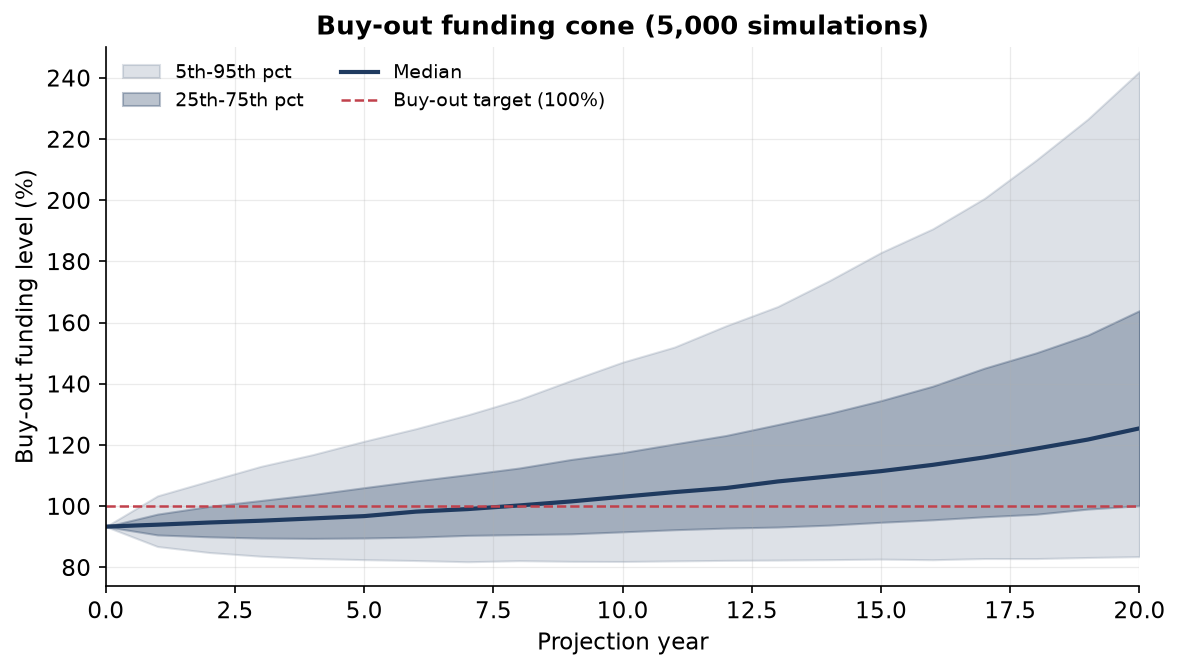 Buy-out funding cone (5,000 simulations)
5th-95th pct
25th-75th pct
Median
Buy-out target (100%)
Buy-out funding level (%)
240
220
200
180
160
140
120
100
80
0.0 2.5 5.0 7.5 10.0 12.5 15.0 17.5 20.0
Projection year